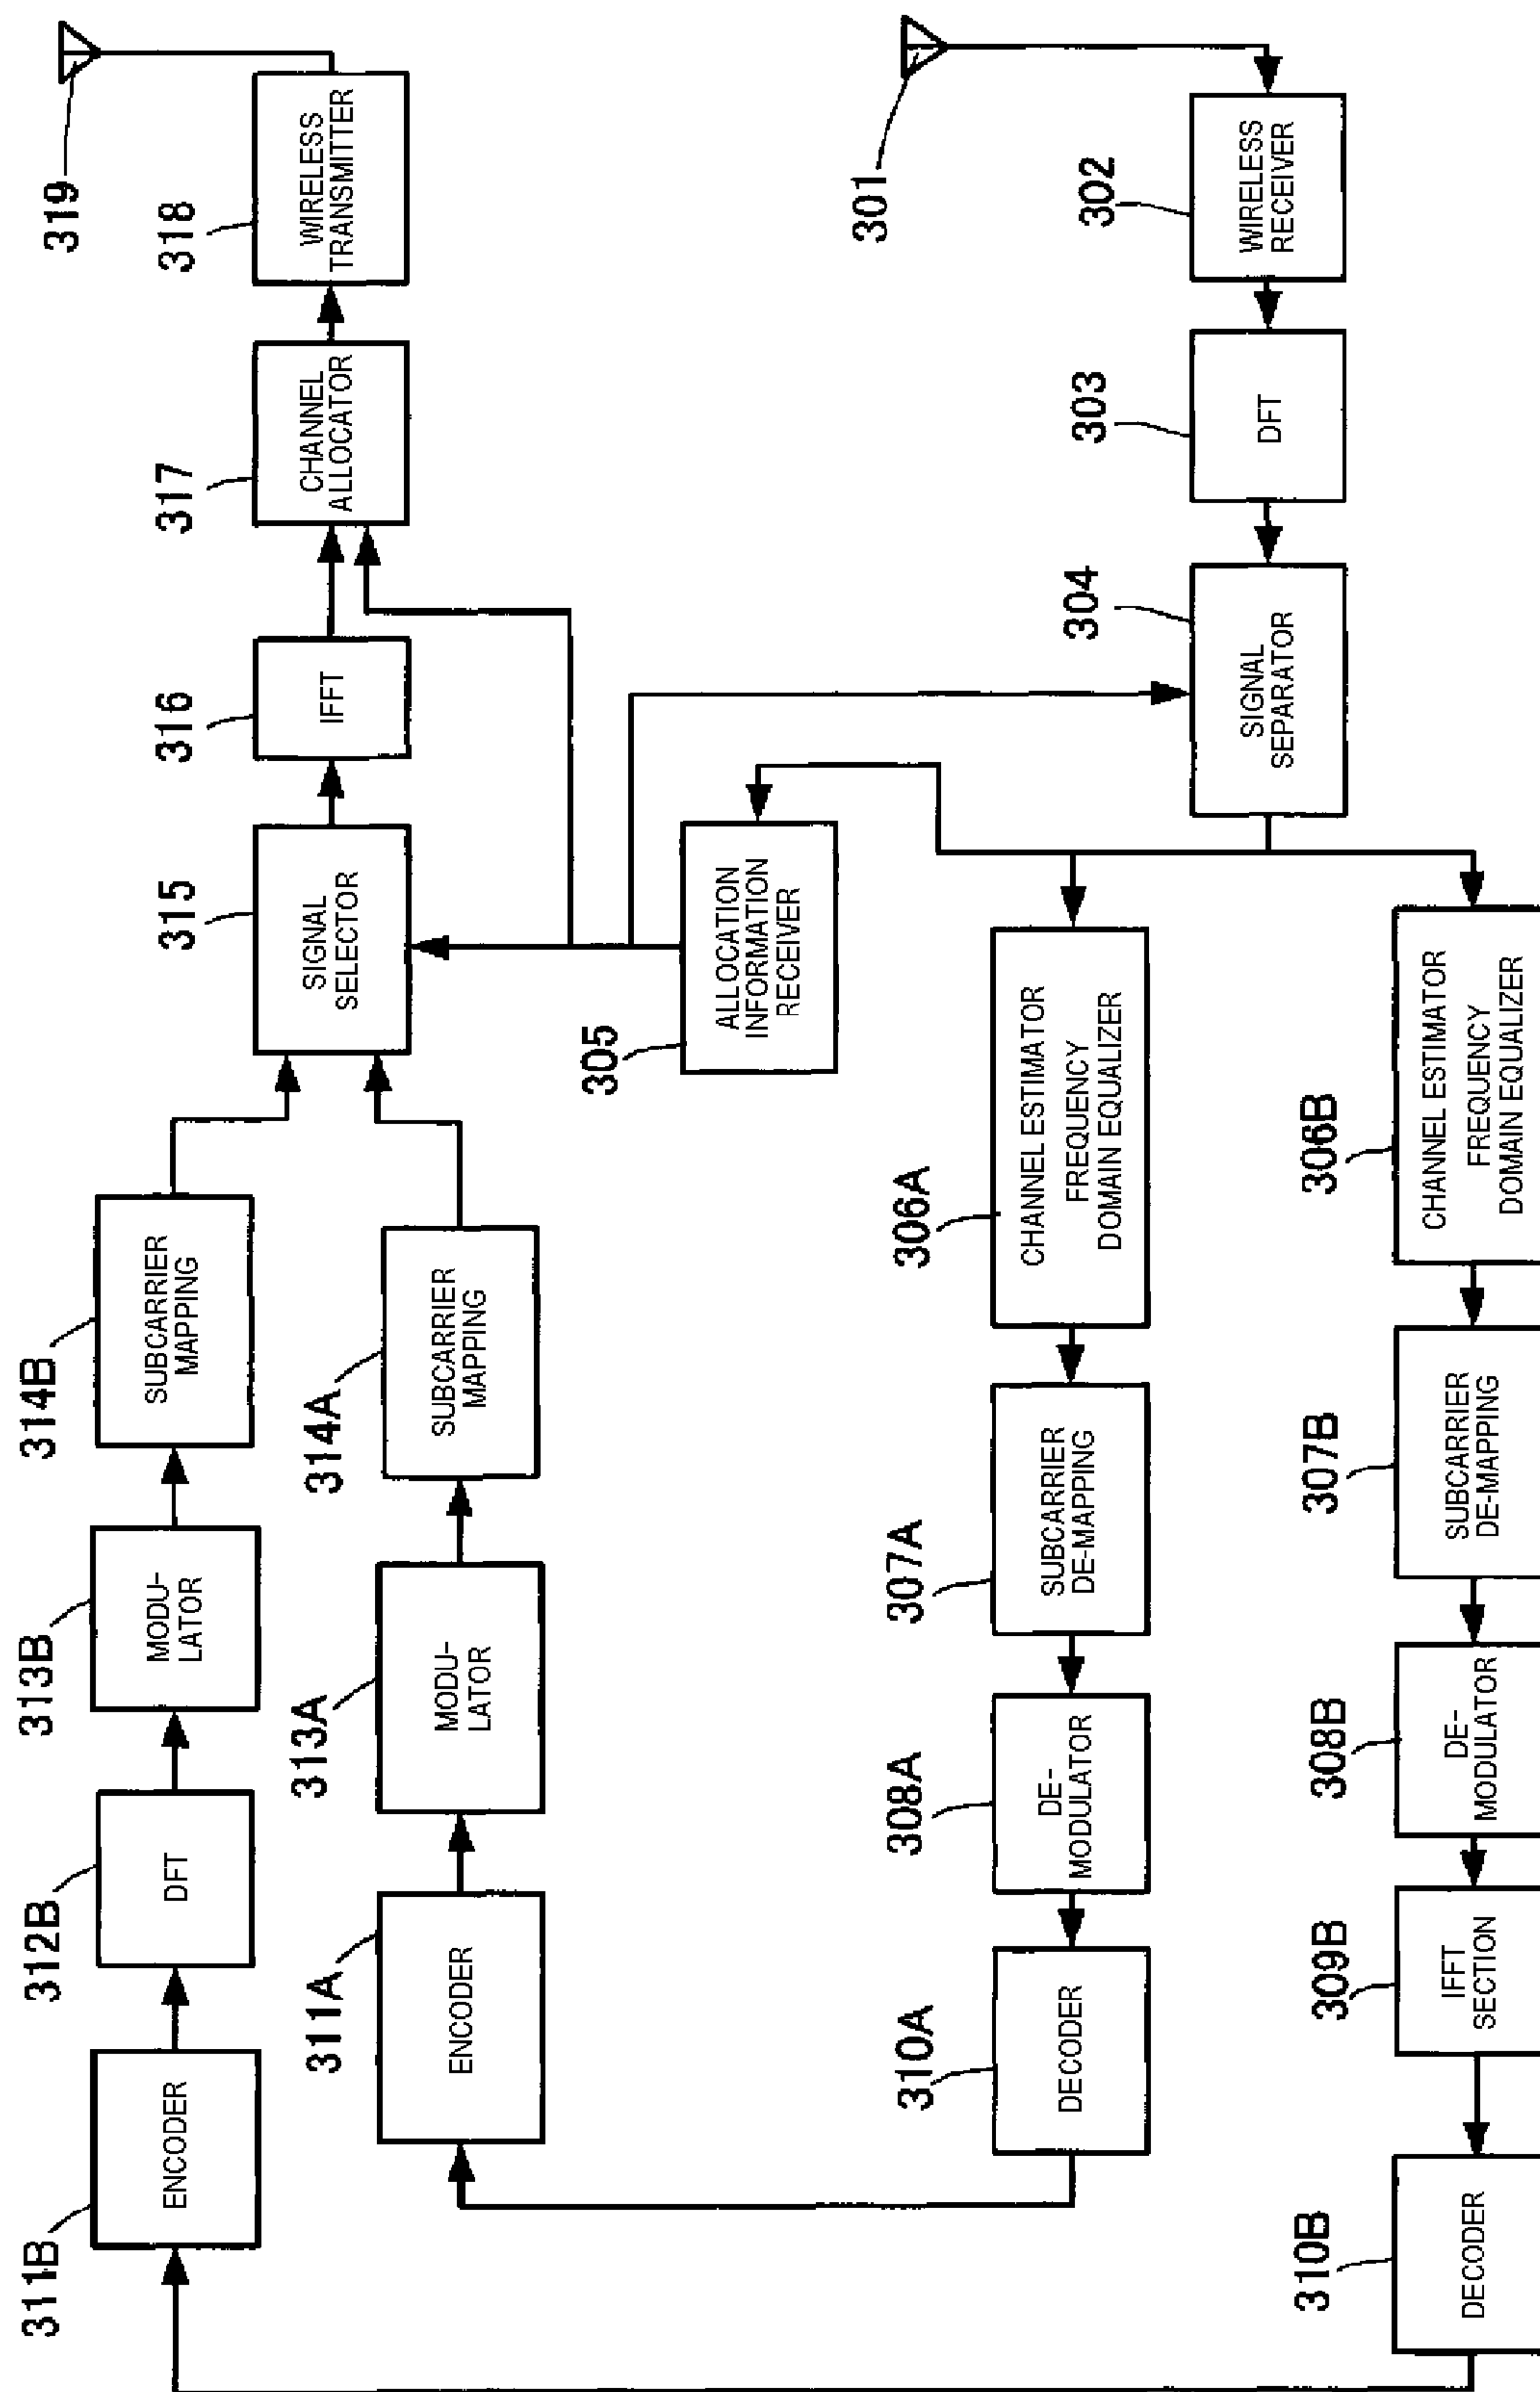 311B
ENCODER
312B
DFT
313B
MODU-
LATOR
314B
SUBCARRIER
MAPPING
311A
ENCODER
313A
MODU-
LATOR
314A
SUBCARRIER
MAPPING
315
SIGNAL
SELECTOR
316
IFFT
317
CHANNEL
ALLOCATOR
318
WIRELESS
TRANSMITTER
319
305
ALLOCATION
INFORMATION
RECEIVER
310A
DECODER
308A
DE-
MODULATOR
307A
SUBCARRIER
DE-MAPPING
306A
CHANNEL ESTIMATOR
FREQUENCY
DOMAIN EQUALIZER
304
SIGNAL
SEPARATOR
303
DFT
302
WIRELESS
RECEIVER
301
310B
DECODER
309B
IFFT
SECTION
308B
DE-
MODULATOR
307B
SUBCARRIER
DE-MAPPING
306B
CHANNEL ESTIMATOR
FREQUENCY
DOMAIN EQUALIZER